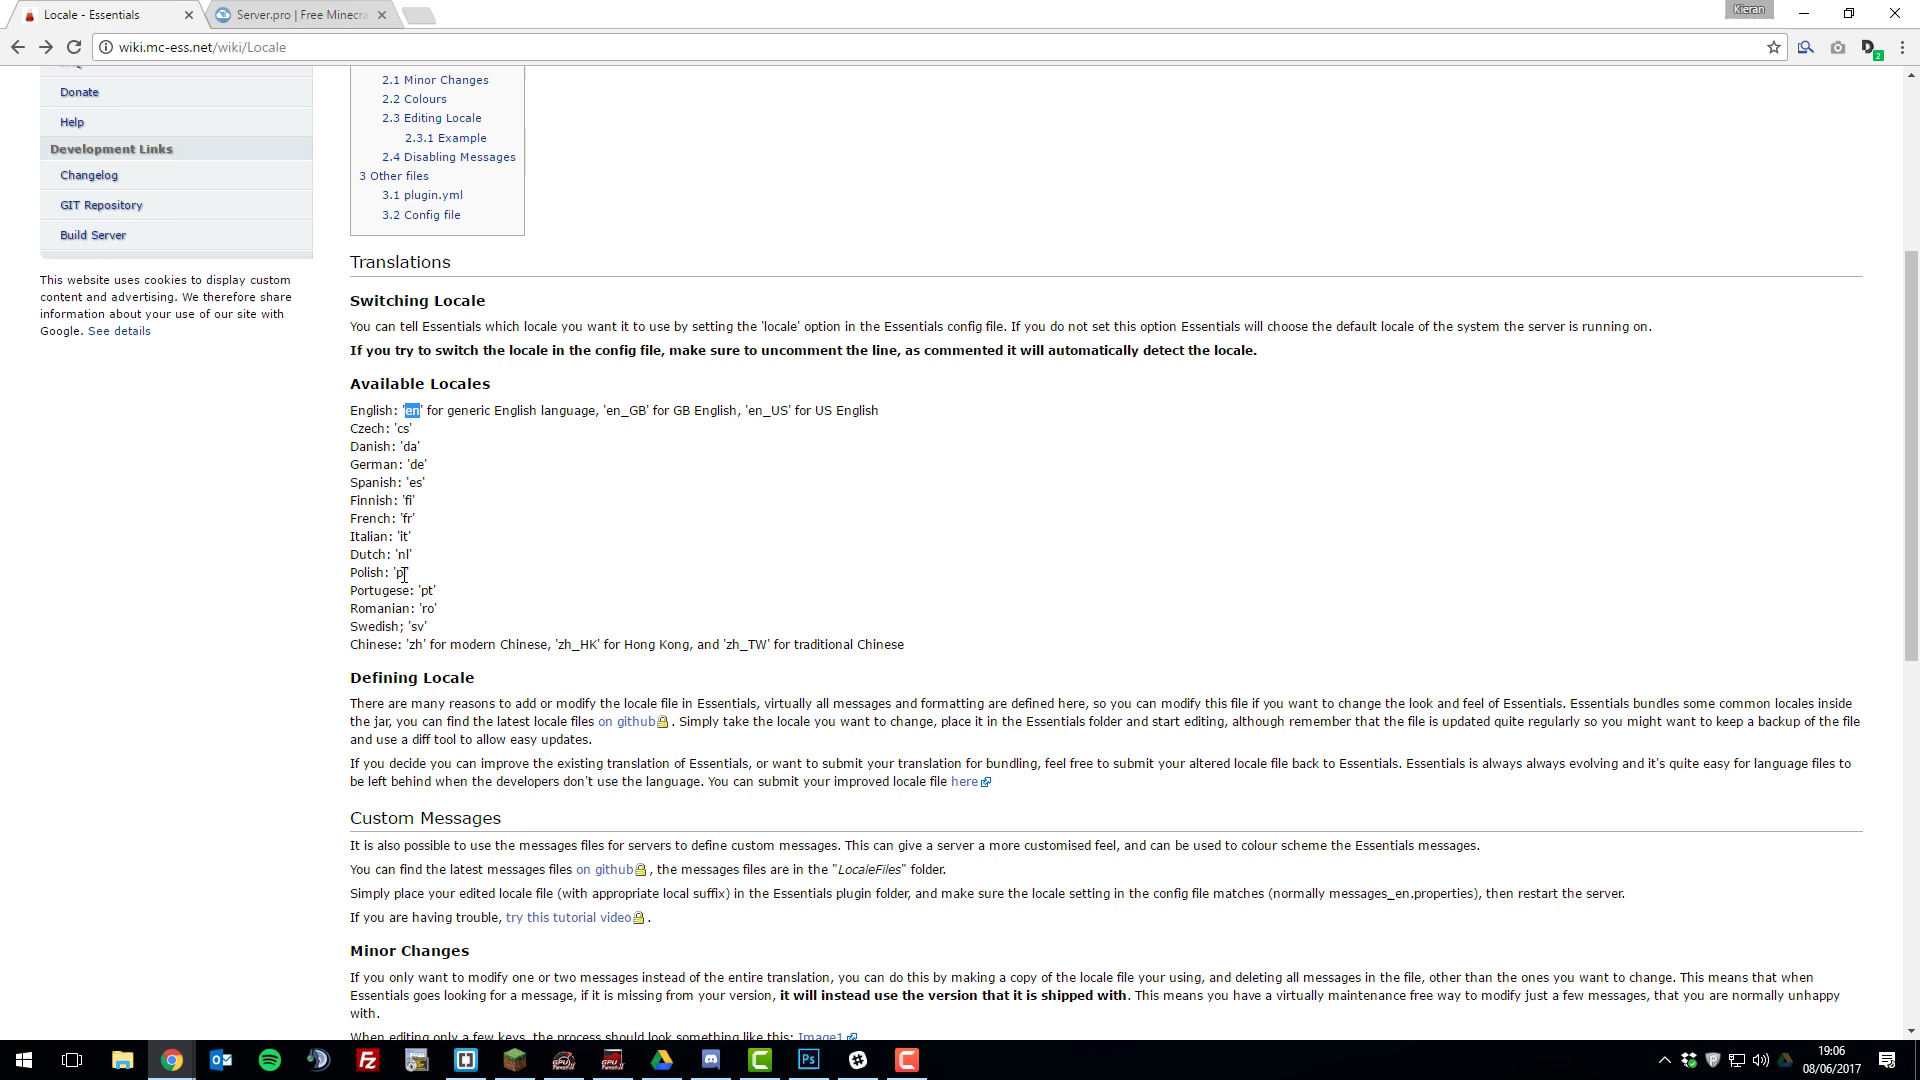 Locale - Essentials
Server.pro | Free Minecra
Kieran
wiki.mc-ess.net/wiki/Locale
2
Donate
Help
Development Links
Changelog
GIT Repository
Build Server
This website uses cookies to display custom
content and advertising. We therefore share
information about your use of our site with
Google. See details
2.1 Minor Changes
2.2 Colours
2.3 Editing Locale
2.3.1 Example
2.4 Disabling Messages
3 Other files
3.1 plugin.yml
3.2 Config file
Translations
Switching Locale
You can tell Essentials which locale you want it to use by setting the 'locale' option in the Essentials config file. If you do not set this option Essentials will choose the default locale of the system the server is running on.
If you try to switch the locale in the config file, make sure to uncomment the line, as commented it will automatically detect the locale.
Available Locales
English: 'en' for generic English language, 'en_GB' for GB English, 'en_US' for US English
Czech: 'cs'
Danish: 'da'
German: 'de'
Spanish: 'es'
Finnish: 'fi'
French: 'fr'
Italian: 'it'
Dutch: 'nl'
Polish:
Portugese: 'pt'
Romanian: 'ro'
Swedish; 'sv'
Chinese: 'zh' for modern Chinese, 'zh_HK' for Hong Kong, and 'zh_TW' for traditional Chinese
Defining Locale
There are many reasons to add or modify the locale file in Essentials, virtually all messages and formatting are defined here, so you can modify this file if you want to change the look and feel of Essentials. Essentials bundles some common locales inside
the jar, you can find the latest locale files on github . Simply take the locale you want to change, place it in the Essentials folder and start editing, although remember that the file is updated quite regularly so you might want to keep a backup of the file
and use a diff tool to allow easy updates.
If you decide you can improve the existing translation of Essentials, or want to submit your translation for bundling, feel free to submit your altered locale file back to Essentials. Essentials is always always evolving and it's quite easy for language files to
be left behind when the developers don't use the language. You can submit your improved locale file here
Custom Messages
It is also possible to use the messages files for servers to define custom messages. This can give a server a more customised feel, and can be used to colour scheme the Essentials messages.
You can find the latest messages files on github , the messages files are in the "LocaleFiles" folder.
Simply place your edited locale file (with appropriate local suffix) in the Essentials plugin folder, and make sure the locale setting in the config file matches (normally messages_en.properties), then restart the server.
If you are having trouble, try this tutorial video .
Minor Changes
If you only want to modify one or two messages instead of the entire translation, you can do this by making a copy of the locale file your using, and deleting all messages in the file, other than the ones you want to change. This means that when
Essentials goes looking for a message, if it is missing from your version, it will instead use the version that it is shipped with. This means you have a virtually maintenance free way to modify just a few messages, that you are normally unhappy
with.
When editing only a few keys, the process should look something like this: Image1
19:06
08/06/2017